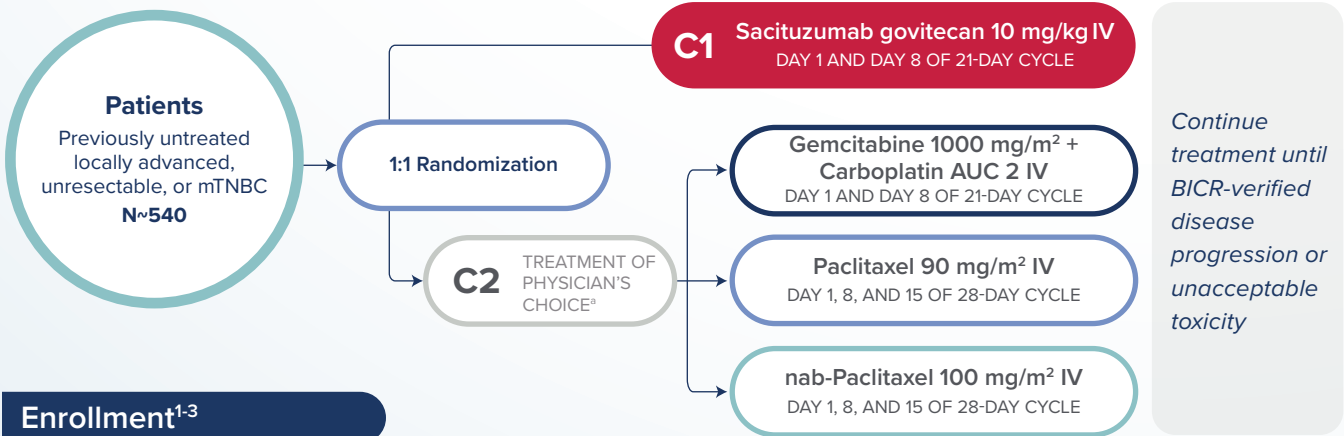 Patients
Previously untreated
locally advanced,
unresectable, or mTNBC
N~540
1:1 Randomization
C1
Sacituzumab govitecan 10 mg/kg IV
DAY 1 AND DAY 8 OF 21-DAY CYCLE
C2
TREATMENT OF
PHYSICIAN'S
CHOICEᵃ
Gemcitabine 1000 mg/m² +
Carboplatin AUC 2 IV
DAY 1 AND DAY 8 OF 21-DAY CYCLE
Paclitaxel 90 mg/m² IV
DAY 1, 8, AND 15 OF 28-DAY CYCLE
nab-Paclitaxel 100 mg/m² IV
DAY 1, 8, AND 15 OF 28-DAY CYCLE
Continue
treatment until
BICR-verified
disease
progression or
unacceptable
toxicity
Enrollment¹⁻³